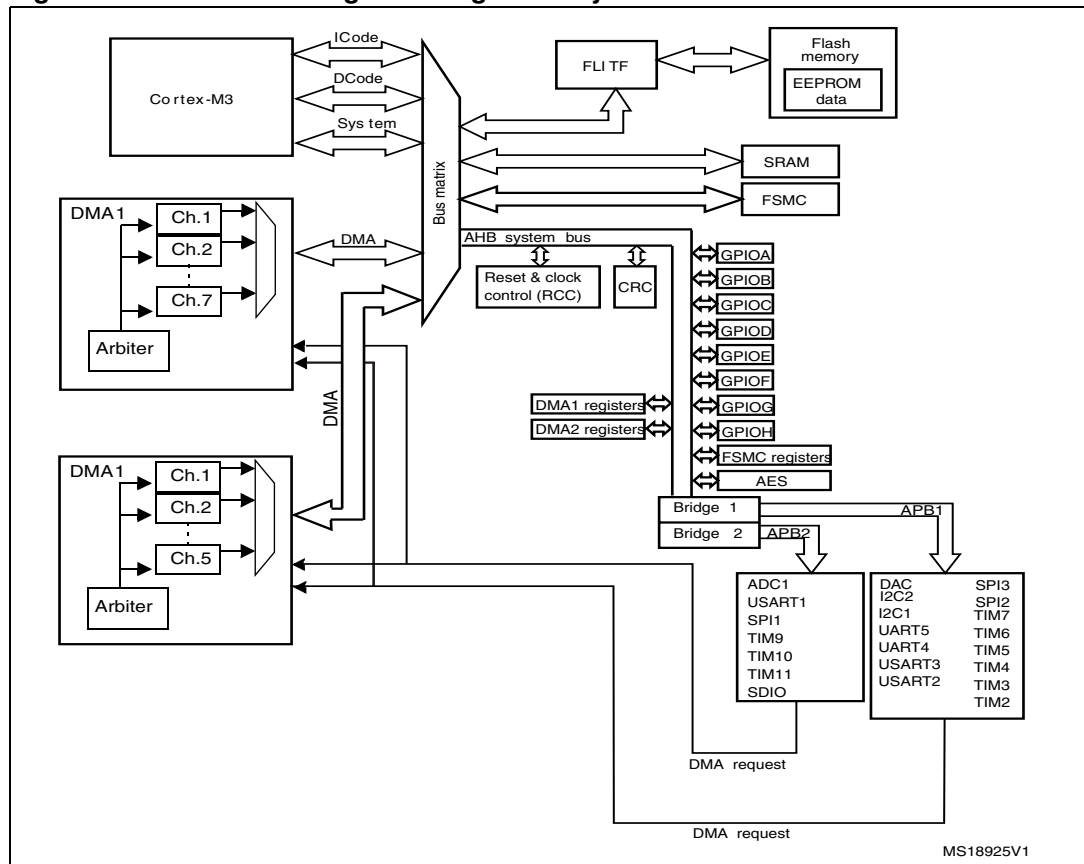 ICode
DCode
System
Cortex-M3
Bus matrix
FLITF
Flash
memory
EEPROM
data
SRAM
FSMC
DMA1
Ch.1
Ch.2
Ch.7
Arbiter
DMA
DMA
AHB system bus
Reset & clock
control (RCC)
CRC
GPIOA
GPIOB
GPIOC
GPIOD
GPIOE
GPIOF
GPIOG
GPIOH
FSMC registers
AES
DMA1 registers
DMA2 registers
DMA1
Ch.1
Ch.2
Ch.5
Arbiter
Bridge 1
Bridge 2
APB1
APB2
ADC1
USART1
SPI1
TIM9
TIM10
TIM11
SDIO
DAC
I2C2
I2C1
UART5
UART4
USART3
USART2
SPI3
SPI2
TIM7
TIM6
TIM5
TIM4
TIM3
TIM2
DMA request
DMA request
MS18925V1